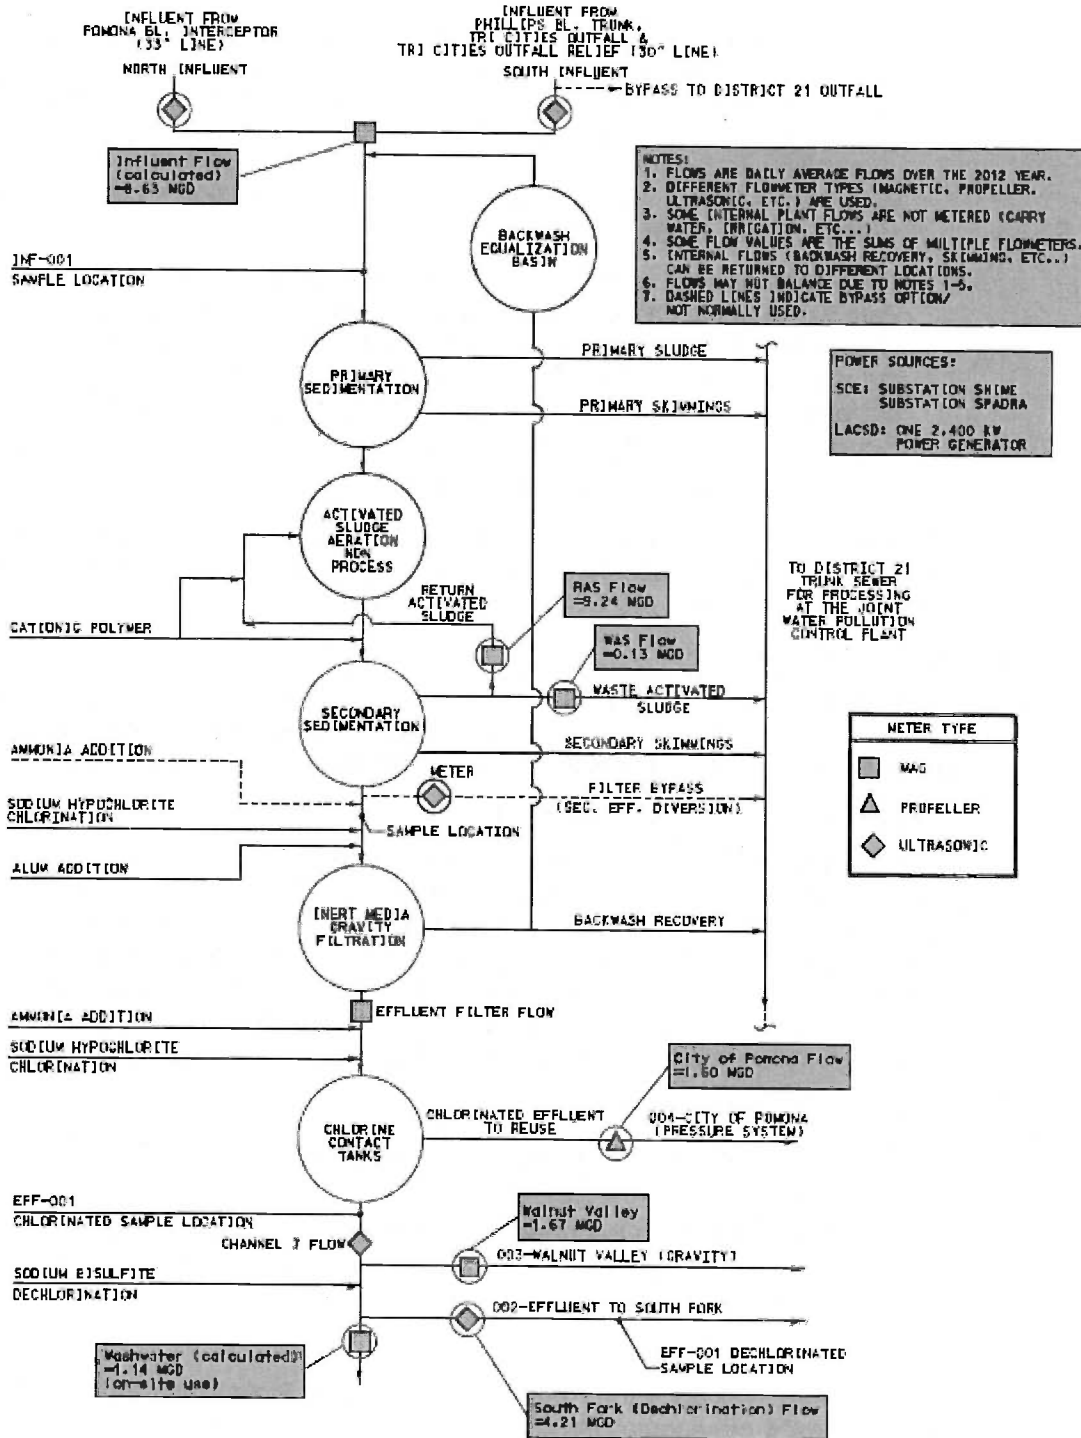 INFLUENT FROM
POMONA BL. INTERCEPTOR
(33" LINE)
NORTH INFLUENT
INFLUENT FROM
PHILLIPS BL. TRUNK,
TRI CITIES OUTFALL &
TRI CITIES OUTFALL RELIEF (30" LINE)
SOUTH INFLUENT
BYPASS TO DISTRICT 21 OUTFALL
Influent Flow
(calculated)
=8.63 MGD
NOTES:
1. FLOWS ARE DAILY AVERAGE FLOWS OVER THE 2012 YEAR.
2. DIFFERENT FLOWMETER TYPES (MAGNETIC, PROPELLER,
ULTRASONIC, ETC.) ARE USED.
3. SOME INTERNAL PLANT FLOWS ARE NOT METERED (CARRY
WATER, IRRIGATION, ETC...)
4. SOME FLOW VALUES ARE THE SUMS OF MULTIPLE FLOWMETERS.
5. INTERNAL FLOWS (BACKWASH RECOVERY, SKIMMING, ETC..)
CAN BE RETURNED TO DIFFERENT LOCATIONS.
6. FLOWS MAY NOT BALANCE DUE TO NOTES 1-5.
7. DASHED LINES INDICATE BYPASS OPTION/
NOT NORMALLY USED.
BACKWASH
EQUALIZATION
BASIN
INF-001
SAMPLE LOCATION
PRIMARY
SEDIMENTATION
PRIMARY SLUDGE
PRIMARY SKIMMINGS
POWER SOURCES:
SCE: SUBSTATION SHIME
SUBSTATION SPADRA
LACSD: ONE 2,400 KW
POWER GENERATOR
ACTIVATED
SLUDGE
AERATION
NDN
PROCESS
TO DISTRICT 21
TRUNK SEWER
FOR PROCESSING
AT THE JOINT
WATER POLLUTION
CONTROL PLANT
RETURN
ACTIVATED
SLUDGE
RAS Flow
=9.24 MGD
CATIONIC POLYMER
WAS Flow
=0.13 MGD
SECONDARY
SEDIMENTATION
WASTE ACTIVATED
SLUDGE
SECONDARY SKIMMINGS
AMMONIA ADDITION
METER
FILTER BYPASS
(SEC. EFF. DIVERSION)
METER TYPE
MAG
PROPELLER
ULTRASONIC
SODIUM HYPOCHLORITE
CHLORINATION
SAMPLE LOCATION
ALUM ADDITION
INERT MEDIA
GRAVITY
FILTRATION
BACKWASH RECOVERY
EFFLUENT FILTER FLOW
AMMONIA ADDITION
SODIUM HYPOCHLORITE
CHLORINATION
City of Pomona Flow
=1.60 MGD
CHLORINE
CONTACT
TANKS
CHLORINATED EFFLUENT
TO REUSE
004-CITY OF POMONA
(PRESSURE SYSTEM)
EFF-001
CHLORINATED SAMPLE LOCATION
Walnut Valley
=1.67 MGD
CHANNEL 3 FLOW
003-WALNUT VALLEY (GRAVITY)
SODIUM BISULFITE
DECHLORINATION
002-EFFLUENT TO SOUTH FORK
EFF-001 DECHLORINATED
SAMPLE LOCATION
Washwater (calculated)
=1.14 MGD
(on-site use)
South Fork (Dechlorination) Flow
=4.21 MGD